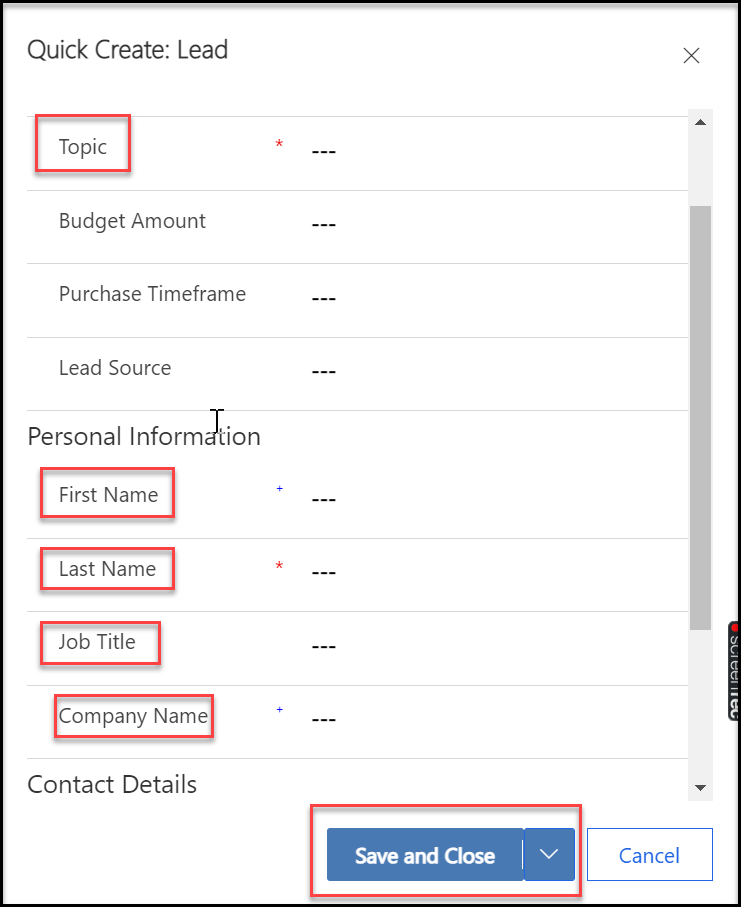 Quick Create: Lead
Topic * ---
Budget Amount ---
Purchase Timeframe ---
Lead Source ---
Personal Information
First Name + ---
Last Name * ---
Job Title ---
Company Name + ---
Contact Details
Save and Close
Cancel
screenrec